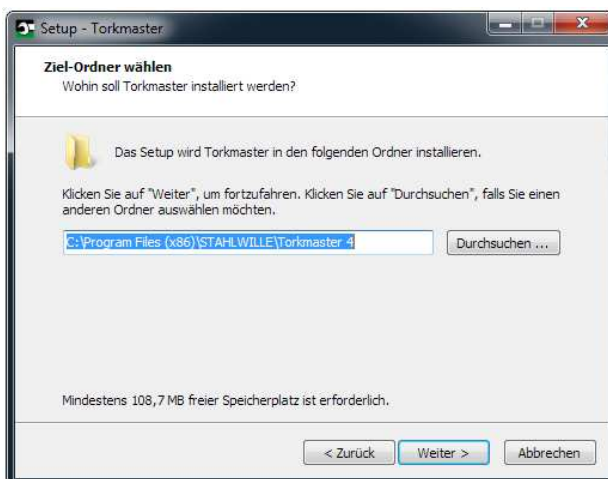 Setup - Torkmaster
Ziel-Ordner wählen
Wohin soll Torkmaster installiert werden?
Das Setup wird Torkmaster in den folgenden Ordner installieren.
Klicken Sie auf "Weiter", um fortzufahren. Klicken Sie auf "Durchsuchen", falls Sie einen
anderen Ordner auswählen möchten.
C:\Program Files (x86)\STAHLWILLE\Torkmaster 4
Durchsuchen ...
Mindestens 108,7 MB freier Speicherplatz ist erforderlich.
< Zurück
Weiter >
Abbrechen